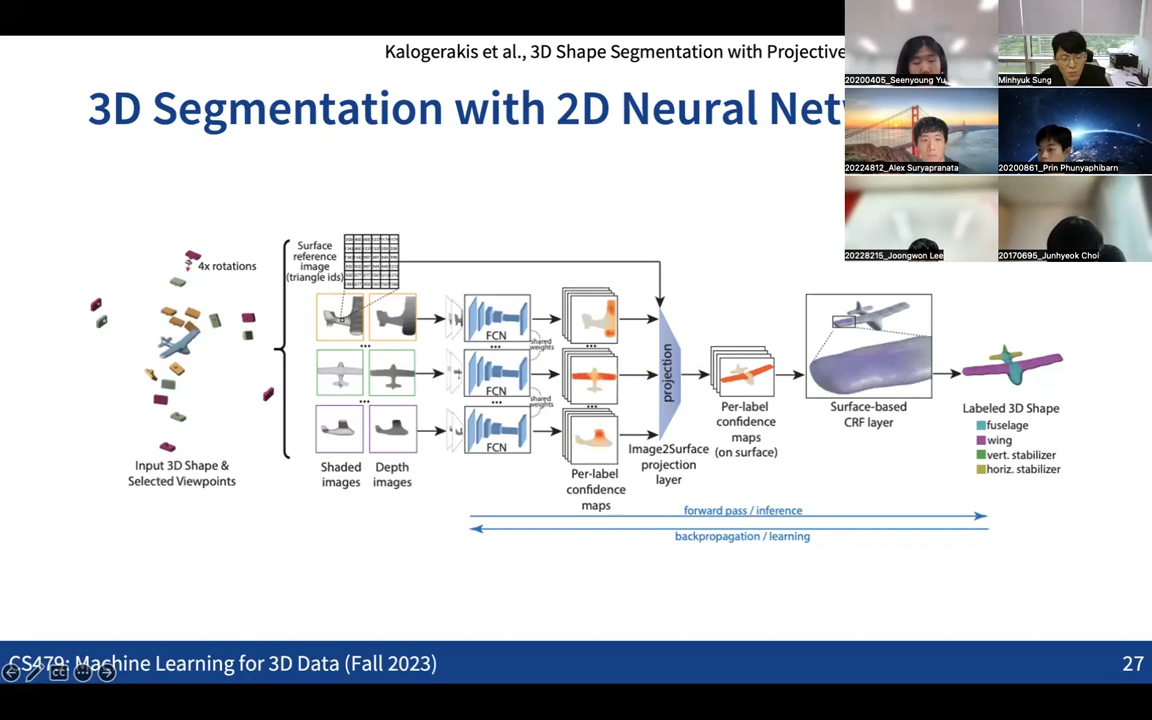 Kalogerakis et al., 3D Shape Segmentation with Projective
3D Segmentation with 2D Neural Net
20200405_Seenyoung Yu
Minhyuk Sung
20224812_Alex Suryapranata
20200861_Prin Phunyaphibarn
20228215_Joongwon Lee
20170695_Junhyeok Choi
4x rotations
Input 3D Shape &
Selected Viewpoints
Surface
reference
image
(triangle ids)
...
...
Shaded
images
Depth
images
FCN
...
shared
weights
FCN
...
shared
weights
FCN
...
...
Per-label
confidence
maps
projection
Image2Surface
projection
layer
Per-label
confidence
maps
(on surface)
Surface-based
CRF layer
Labeled 3D Shape
fuselage
wing
vert. stabilizer
horiz. stabilizer
forward pass / inference
backpropagation / learning
CS479: Machine Learning for 3D Data (Fall 2023)
27